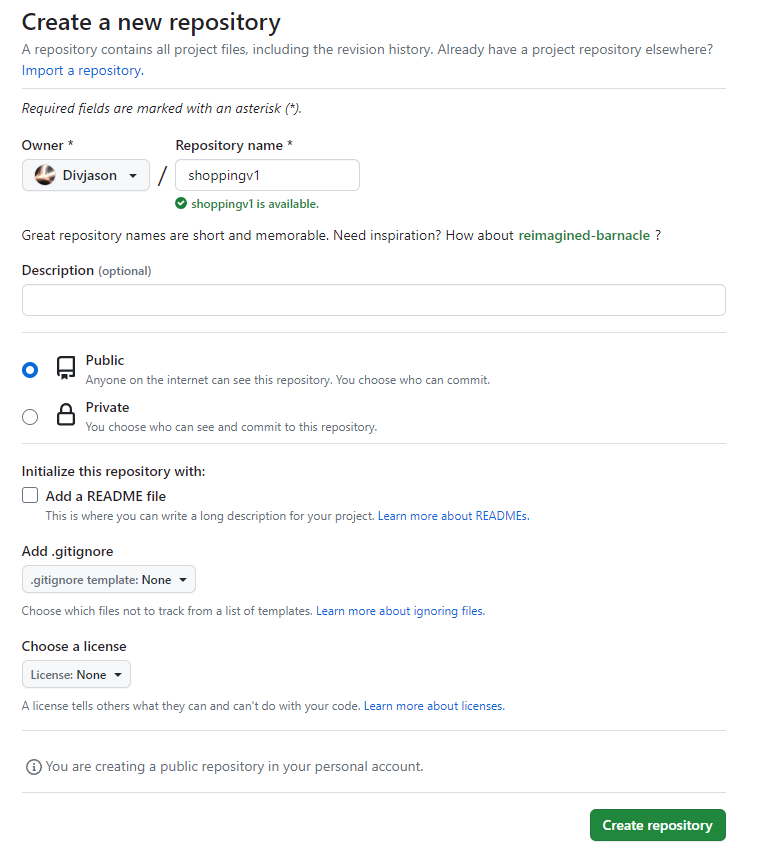 Create a new repository
A repository contains all project files, including the revision history. Already have a project repository elsewhere?
Import a repository.
Required fields are marked with an asterisk (*).
Owner * Repository name *
Divjason / shoppingv1
shoppingv1 is available.
Great repository names are short and memorable. Need inspiration? How about reimagined-barnacle ?
Description (optional)
Public
Anyone on the internet can see this repository. You choose who can commit.
Private
You choose who can see and commit to this repository.
Initialize this repository with:
Add a README file
This is where you can write a long description for your project. Learn more about READMEs.
Add .gitignore
.gitignore template: None
Choose which files not to track from a list of templates. Learn more about ignoring files.
Choose a license
License: None
A license tells others what they can and can't do with your code. Learn more about licenses.
You are creating a public repository in your personal account.
Create repository